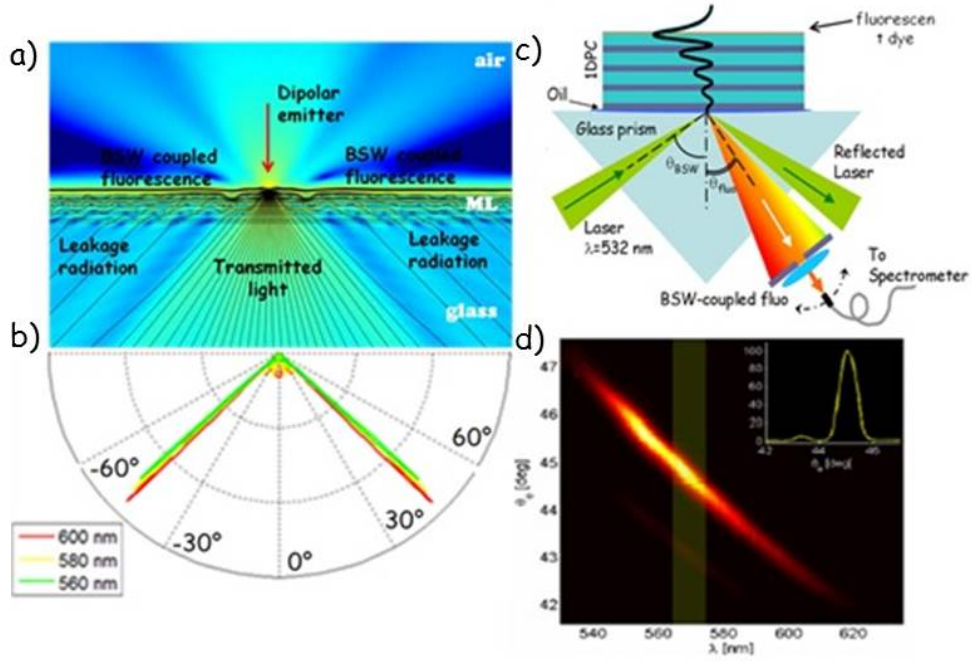 a)
air
Dipolar
emitter
BSW coupled
fluorescence
BSW coupled
fluorescence
ML
Leakage
radiation
Transmitted
light
Leakage
radiation
glass
b)
-60°
60°
-30°
30°
0°
600 nm
580 nm
560 nm
c)
fluorescen
t dye
1DPC
Oil
Glass prism
θBSW
θfluo
Reflected
Laser
Laser
λ=532 nm
To
Spectrometer
BSW-coupled fluo
d)
47
46
45
44
43
42
θe [deg]
540 560 580 600 620
λ [nm]
100
80
60
40
20
0
42 44 46
θe [deg]